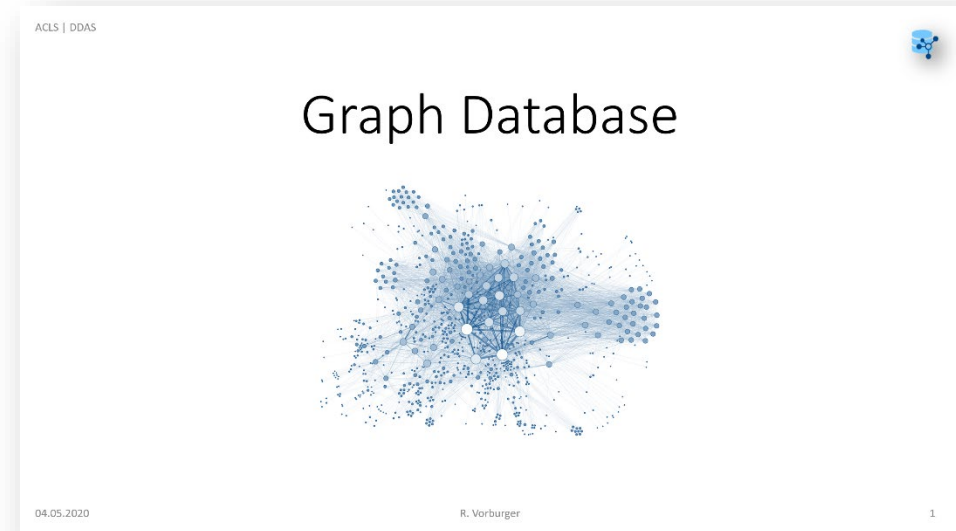 ACLS | DDAS
Graph Database
04.05.2020
R. Vorburger
1